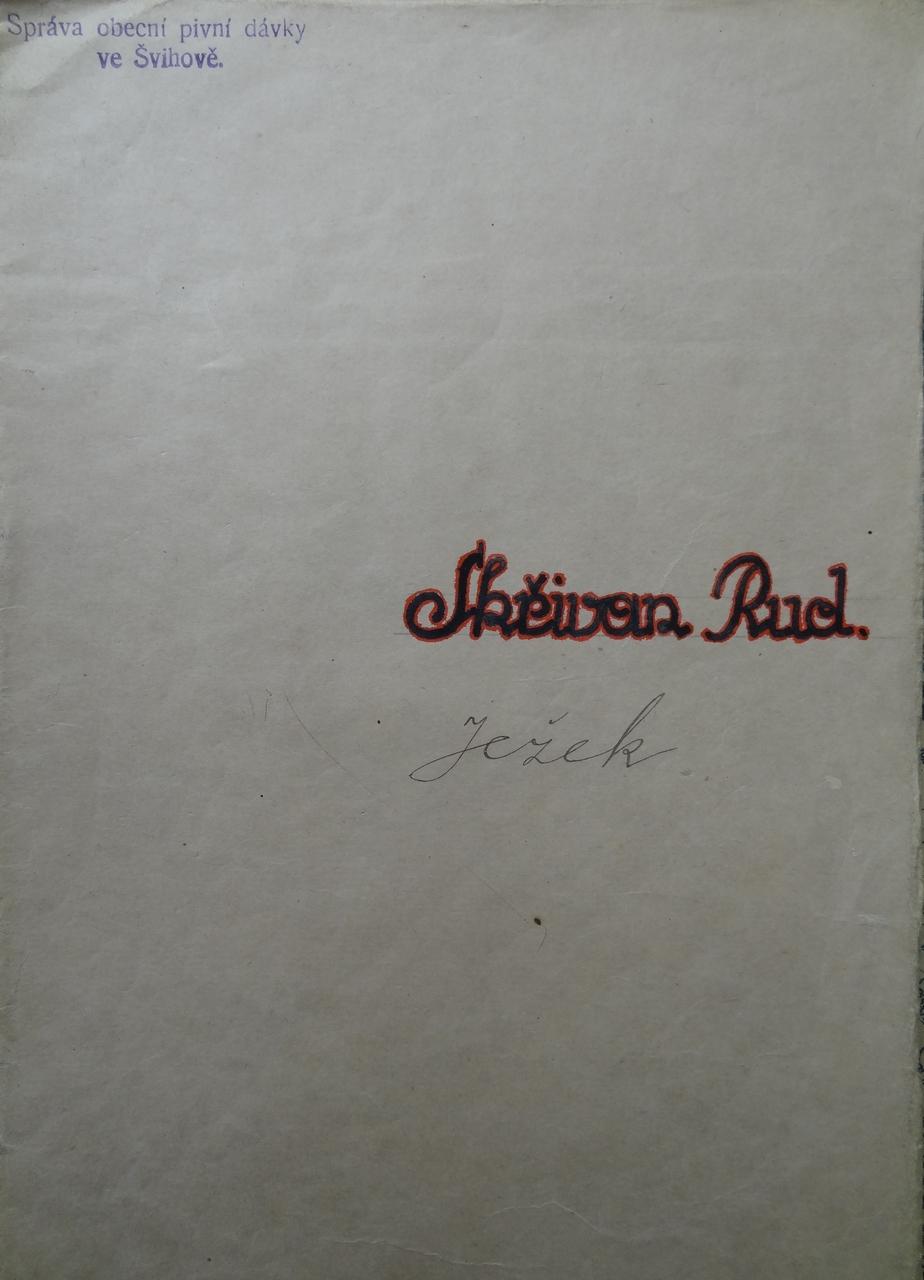 Správa obecní pivní dávky
ve Švihově.
Skřivan Rud.
Ježek